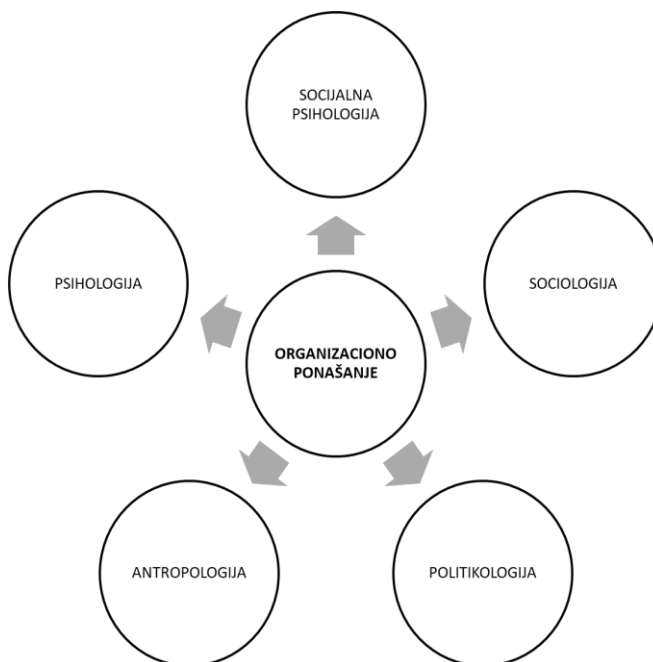 SOCIJALNA
PSIHOLOGIJA
PSIHOLOGIJA
SOCIOLOGIJA
ORGANIZACIONO
PONAŠANJE
ANTROPOLOGIJA
POLITIKOLOGIJA